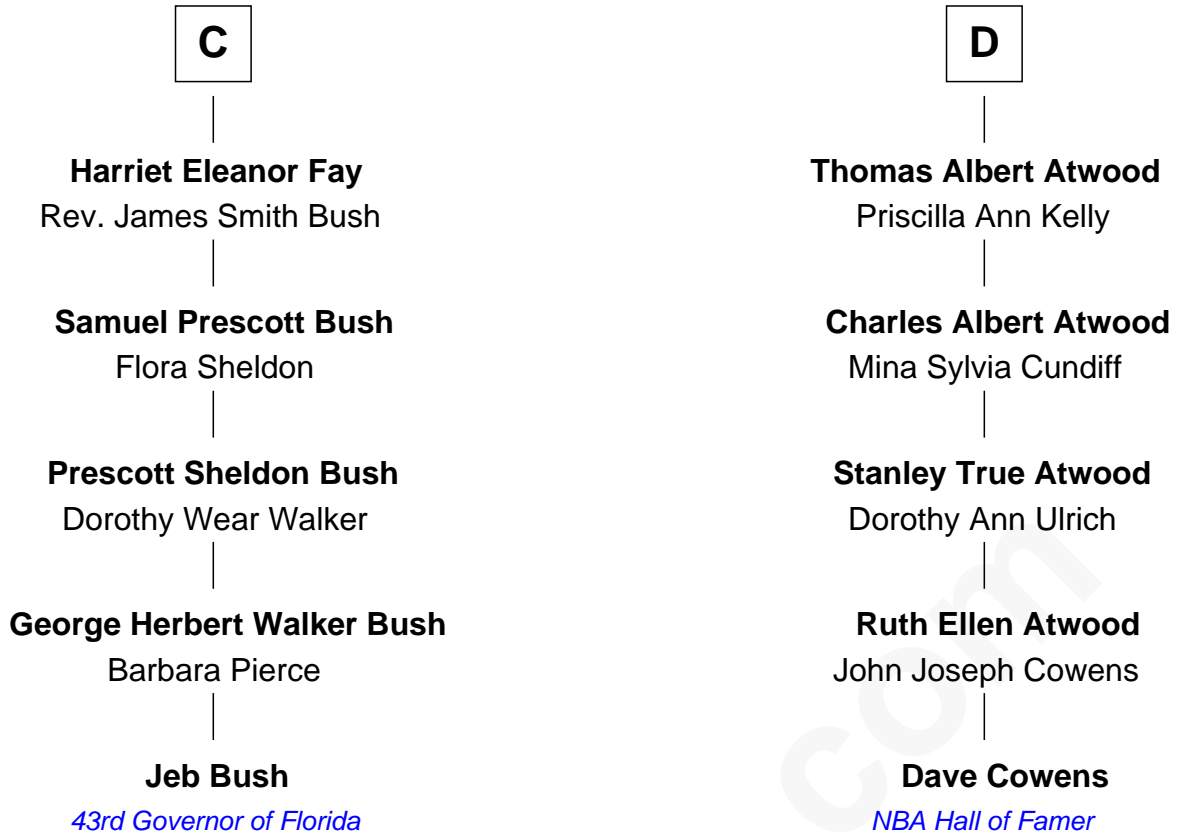 C
Harriet Eleanor Fay
Rev. James Smith Bush
Samuel Prescott Bush
Flora Sheldon
Prescott Sheldon Bush
Dorothy Wear Walker
George Herbert Walker Bush
Barbara Pierce
Jeb Bush
43rd Governor of Florida
D
Thomas Albert Atwood
Priscilla Ann Kelly
Charles Albert Atwood
Mina Sylvia Cundiff
Stanley True Atwood
Dorothy Ann Ulrich
Ruth Ellen Atwood
John Joseph Cowens
Dave Cowens
NBA Hall of Famer
com